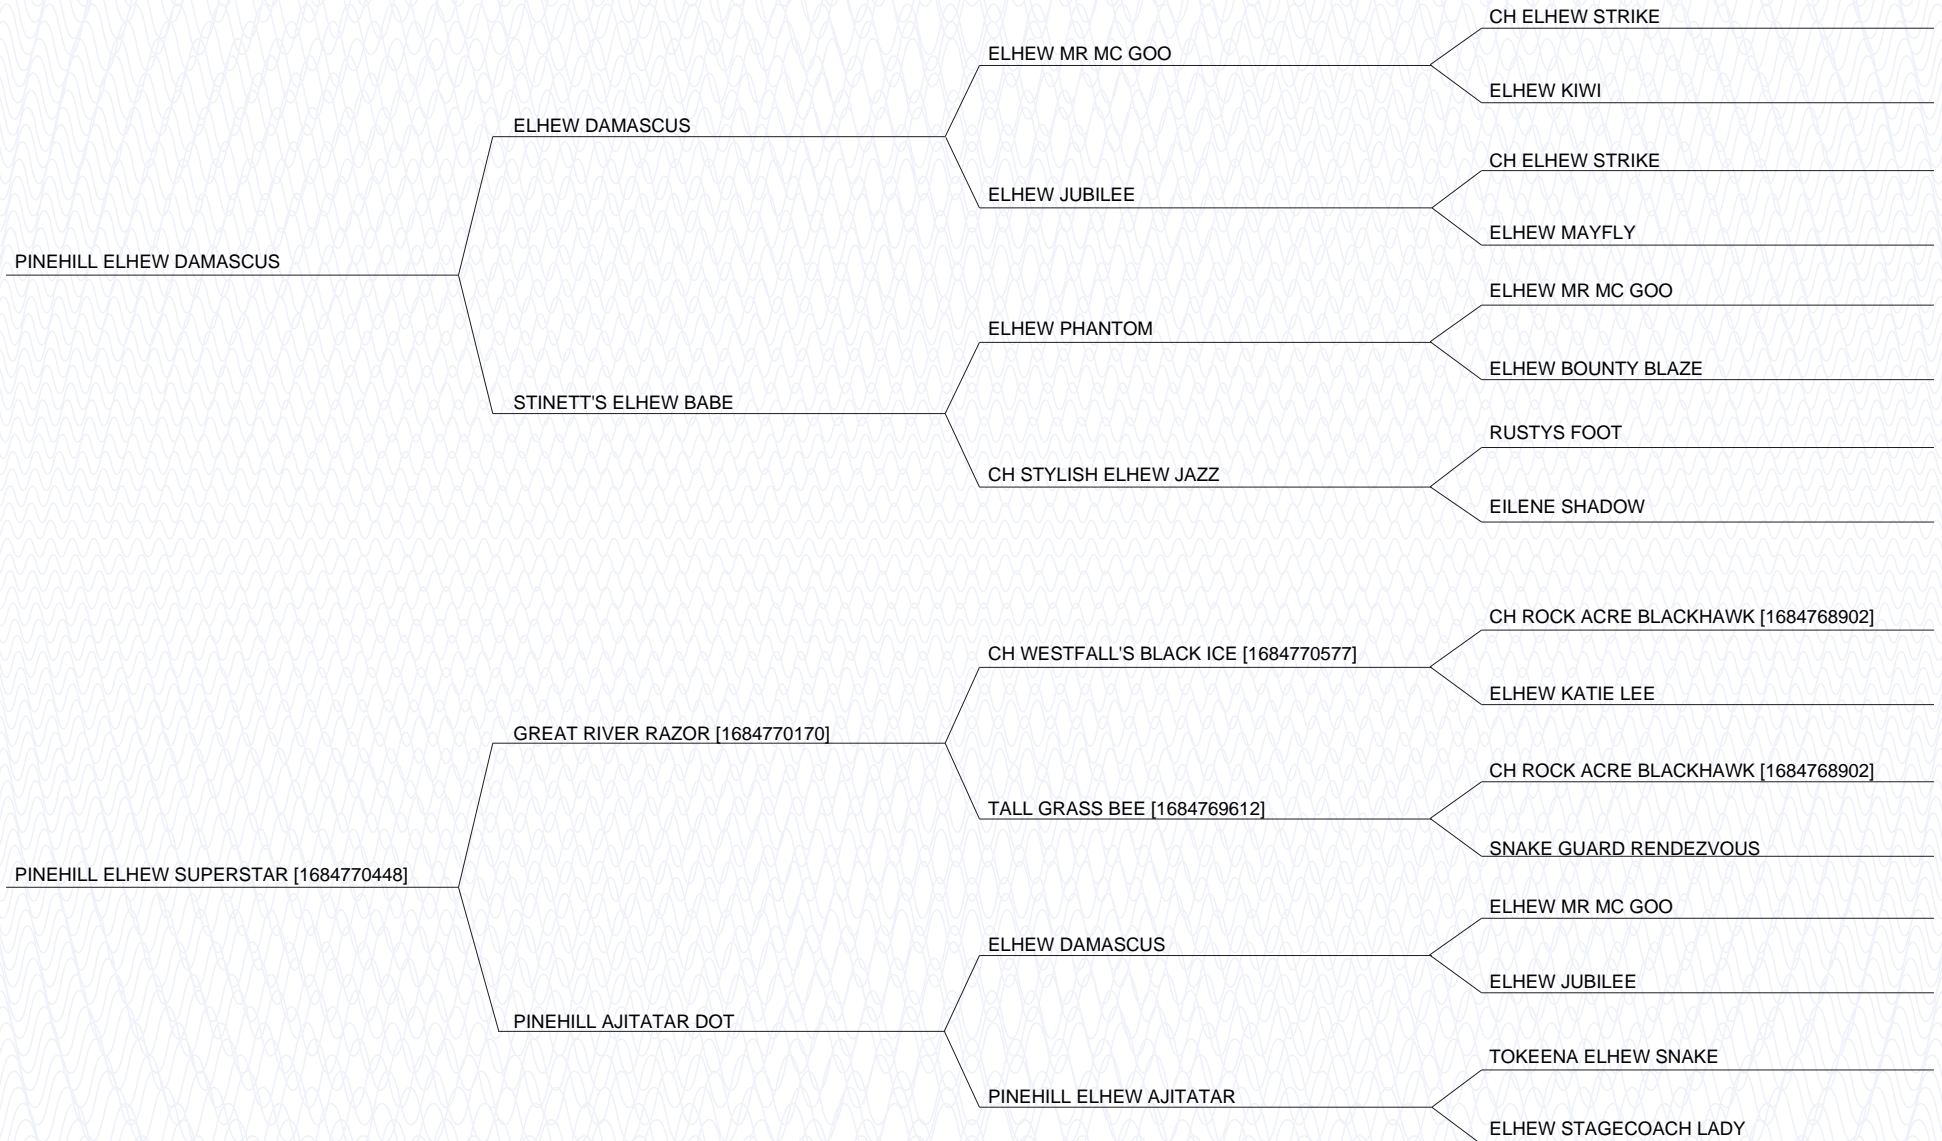 CH ELHEW STRIKE
ELHEW MR MC GOO
ELHEW KIWI
ELHEW DAMASCUS
CH ELHEW STRIKE
ELHEW JUBILEE
ELHEW MAYFLY
PINEHILL ELHEW DAMASCUS
ELHEW MR MC GOO
ELHEW PHANTOM
ELHEW BOUNTY BLAZE
STINETT'S ELHEW BABE
RUSTYS FOOT
CH STYLISH ELHEW JAZZ
EILENE SHADOW
CH ROCK ACRE BLACKHAWK [1684768902]
CH WESTFALL'S BLACK ICE [1684770577]
ELHEW KATIE LEE
GREAT RIVER RAZOR [1684770170]
CH ROCK ACRE BLACKHAWK [1684768902]
TALL GRASS BEE [1684769612]
SNAKE GUARD RENDEZVOUS
PINEHILL ELHEW SUPERSTAR [1684770448]
ELHEW MR MC GOO
ELHEW DAMASCUS
ELHEW JUBILEE
PINEHILL AJITATAR DOT
TOKEENA ELHEW SNAKE
PINEHILL ELHEW AJITATAR
ELHEW STAGECOACH LADY